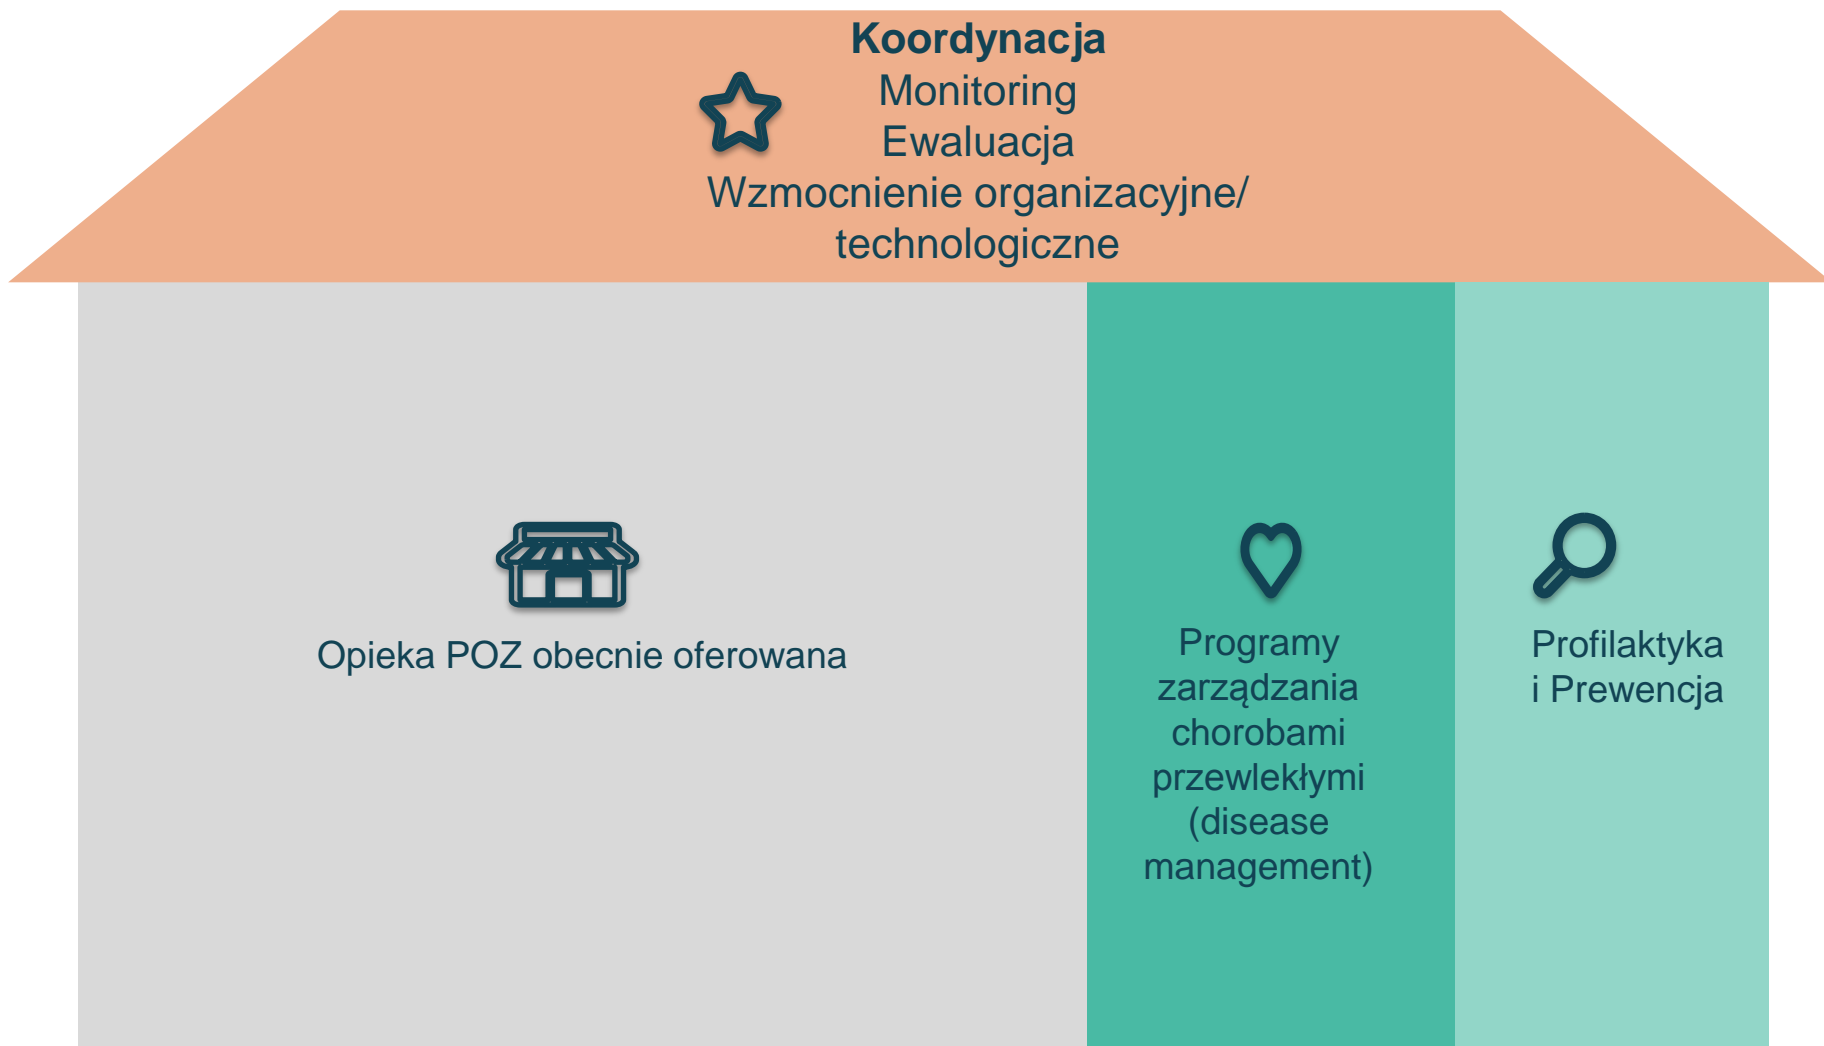 Koordynacja
Monitoring
Ewaluacja
Wzmocnienie organizacyjne/
technologiczne
Opieka POZ obecnie oferowana
Programy
zarządzania
chorobami
przewlekłymi
(disease
management)
Profilaktyka
i Prewencja